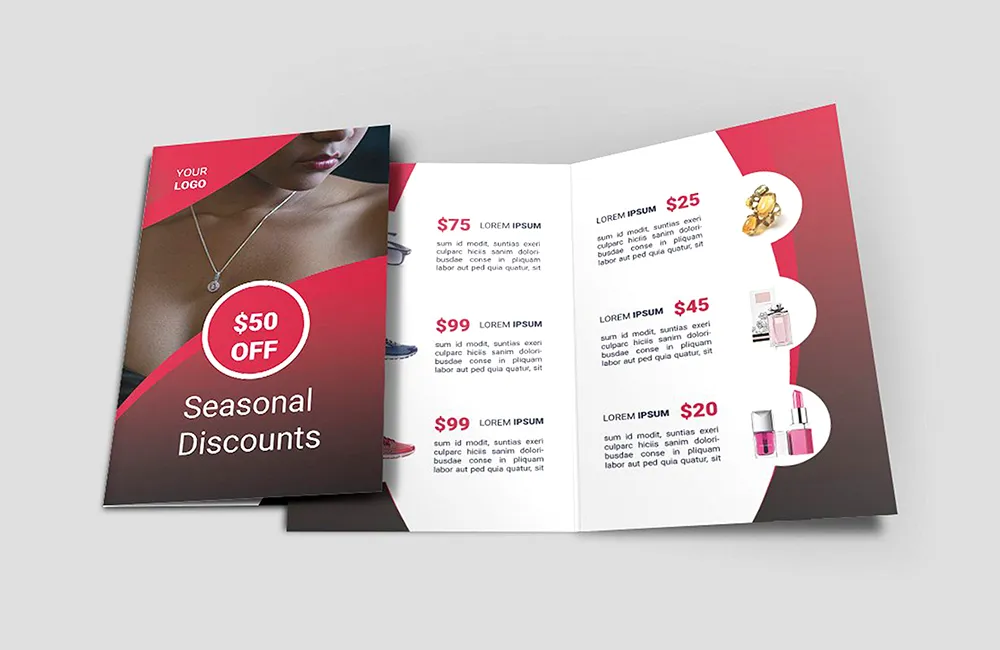 YOUR
LOGO
$50
OFF
Seasonal
Discounts
$75 LOREM IPSUM
sum id modit, suntias exeri
culparc hiciis sanim dolori-
busdae conse in pliquam
labor aut ped quia quatur, sit
$99 LOREM IPSUM
sum id modit, suntias exeri
culparc hiciis sanim dolori-
busdae conse in pliquam
labor aut ped quia quatur, sit
$99 LOREM IPSUM
sum id modit, suntias exeri
culparc hiciis sanim dolori-
busdae conse in pliquam
labor aut ped quia quatur, sit
LOREM IPSUM $25
sum id modit, suntias exeri
culparc hiciis sanim dolori-
busdae conse in pliquam
labor aut ped quia quatur, sit
LOREM IPSUM $45
sum id modit, suntias exeri
culparc hiciis sanim dolori-
busdae conse in pliquam
labor aut ped quia quatur, sit
LOREM IPSUM $20
sum id modit, suntias exeri
culparc hiciis sanim dolori-
busdae conse in pliquam
labor aut ped quia quatur, sit